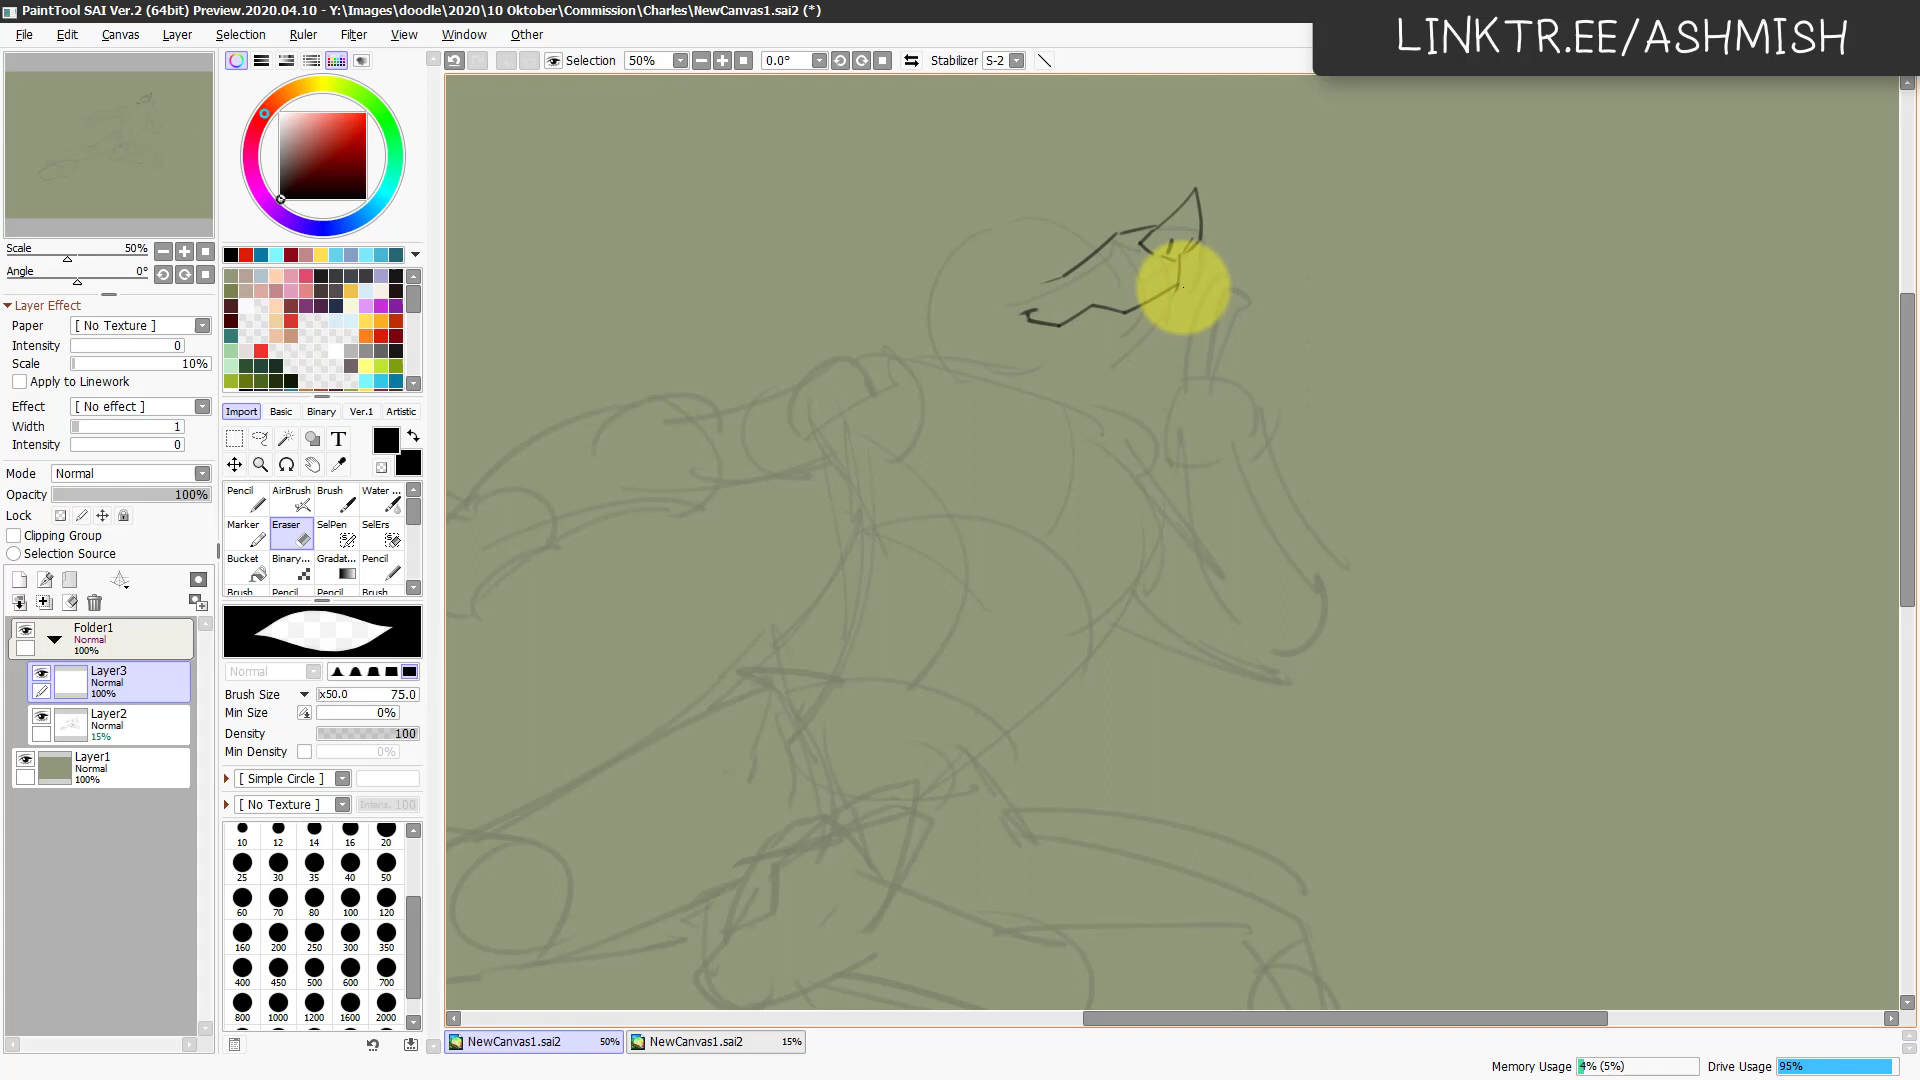 PaintTool SAI Ver.2 (64bit) Preview.2020.04.10 - Y:\Images\doodle\2020\10 Oktober\Commission\Charles\NewCanvas1.sai2 (*)
LINKTR.EE/ASHMISH
File Edit Canvas Layer Selection Filter View Window Other
Selection 50% 0.0° Stabilizer S-2
Scale 50%
Angle 0°
Layer Effect
Paper [ No Texture ]
Intensity 0
Scale 10%
Apply to Linework
Effect [ No effect ]
Width 1
Intensity 0
Mode Normal
Opacity 100%
Lock
Clipping Group
Selection Source
Folder1
Normal
100%
Layer3
Normal
100%
Layer2
Normal
15%
Layer1
Normal
100%
Import Basic Binary Ver.1 Artistic
T
Pencil AirBrush Brush Water ...
Marker Eraser SelPen SelErs
Bucket Binary... Gradat... Pencil
Brush Pencil Pencil Brush
Normal
Brush Size x50.0 75.0
Min Size 0%
Density 100
Min Density 0%
[ Simple Circle ]
[ No Texture ] Intens. 100
10 12 14 16 20
25 30 35 40 50
60 70 80 100 120
160 200 250 300 350
400 450 500 600 700
800 1000 1200 1600 2000
NewCanvas1.sai2 50% NewCanvas1.sai2 15%
Memory Usage 4% (5%) Drive Usage 95%